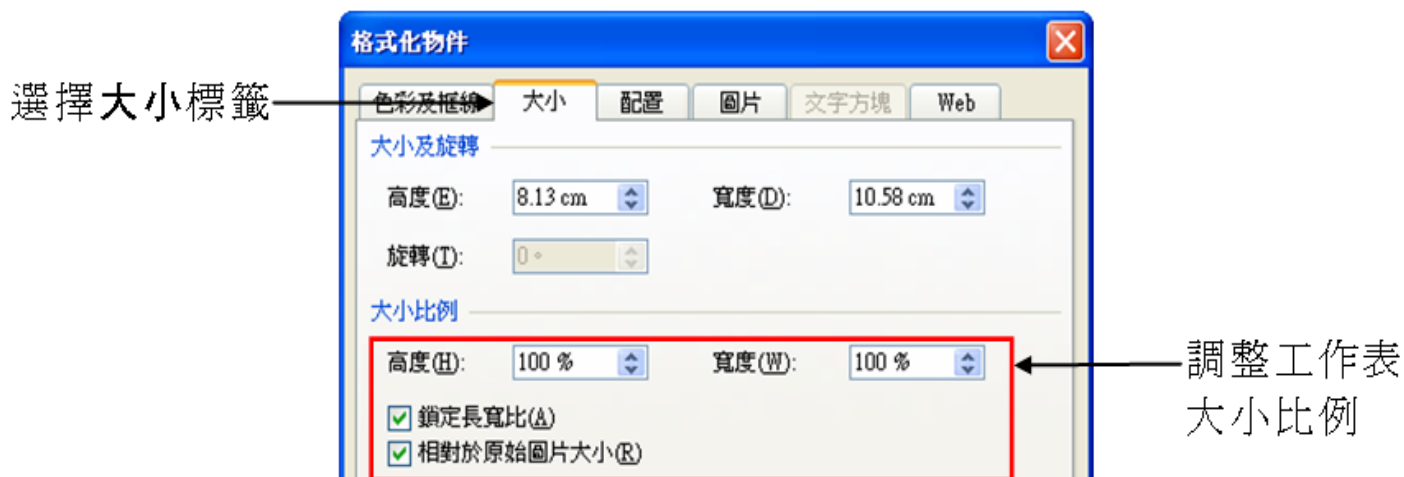 格式化物件
選擇大小標籤
色彩及框線 大小 配置 圖片 文字方塊 Web
大小及旋轉
高度(E): 8.13 cm 寬度(D): 10.58 cm
旋轉(T): 0 °
大小比例
高度(H): 100 % 寬度(W): 100 %
鎖定長寬比(A)
相對於原始圖片大小(R)
調整工作表
大小比例